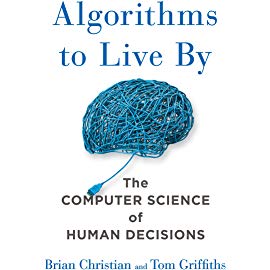 Algorithms
to Live By
The
COMPUTER SCIENCE
of
HUMAN DECISIONS
Brian Christian and Tom Griffiths